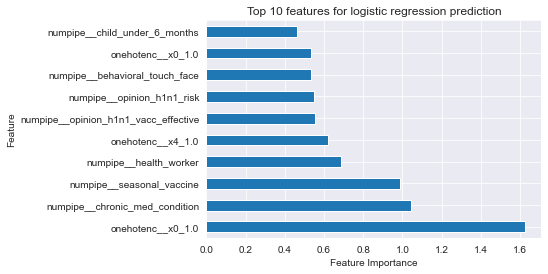 Top 10 features for logistic regression prediction
numpipe__child_under_6_months
onehotenc__x0_1.0
numpipe__behavioral_touch_face
numpipe__opinion_h1n1_risk
numpipe__opinion_h1n1_vacc_effective
onehotenc__x4_1.0
numpipe__health_worker
numpipe__seasonal_vaccine
numpipe__chronic_med_condition
onehotenc__x0_1.0
Feature
0.0 0.2 0.4 0.6 0.8 1.0 1.2 1.4 1.6
Feature Importance